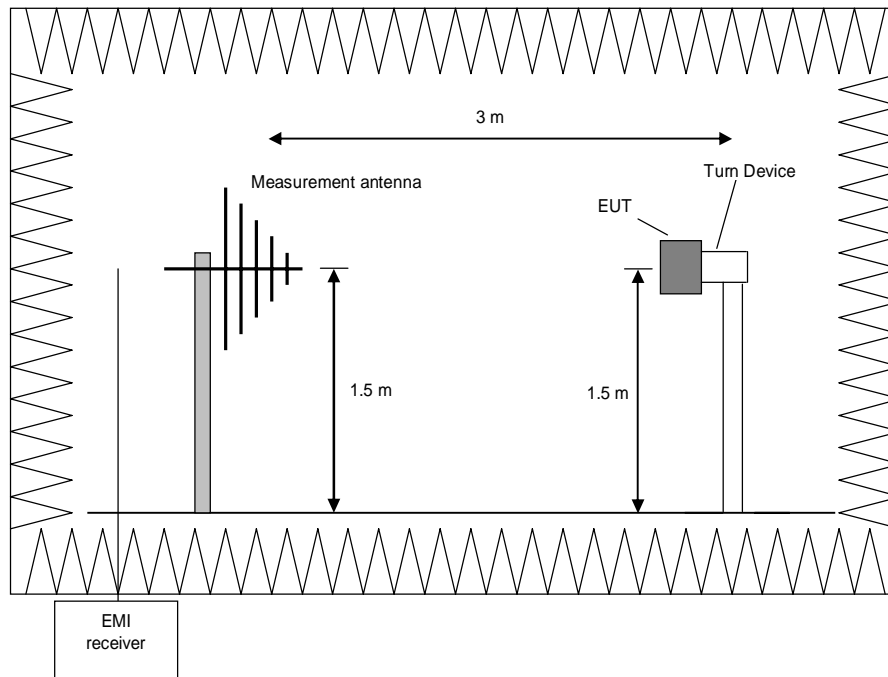 3 m
Measurement antenna
Turn Device
EUT
1.5 m
1.5 m
EMI
receiver